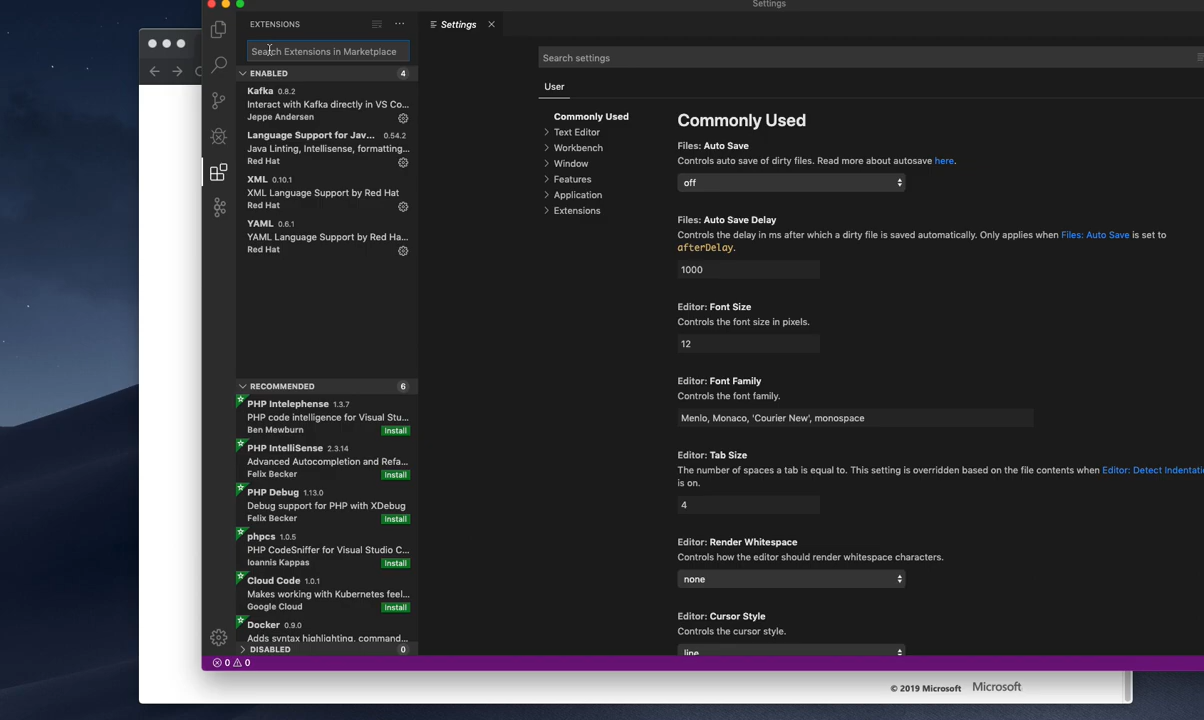 Settings
EXTENSIONS
Settings
Search Extensions in Marketplace
Search settings
ENABLED 4
Kafka 0.8.2
Interact with Kafka directly in VS Co...
Jeppe Andersen
Language Support for Jav... 0.54.2
Java Linting, Intellisense, formatting...
Red Hat
XML 0.10.1
XML Language Support by Red Hat
Red Hat
YAML 0.6.1
YAML Language Support by Red Ha...
Red Hat
RECOMMENDED 6
PHP Intelephense 1.3.7
PHP code intelligence for Visual Stu...
Ben Mewburn Install
PHP IntelliSense 2.3.14
Advanced Autocompletion and Refa...
Felix Becker Install
PHP Debug 1.13.0
Debug support for PHP with XDebug
Felix Becker Install
phpcs 1.0.5
PHP CodeSniffer for Visual Studio C...
Ioannis Kappas Install
Cloud Code 1.0.1
Makes working with Kubernetes feel...
Google Cloud Install
Docker 0.9.0
Adds syntax highlighting, command...
DISABLED 0
0 0
User
Commonly Used
Text Editor
Workbench
Window
Features
Application
Extensions
Commonly Used
Files: Auto Save
Controls auto save of dirty files. Read more about autosave here.
off
Files: Auto Save Delay
Controls the delay in ms after which a dirty file is saved automatically. Only applies when Files: Auto Save is set to
afterDelay.
1000
Editor: Font Size
Controls the font size in pixels.
12
Editor: Font Family
Controls the font family.
Menlo, Monaco, 'Courier New', monospace
Editor: Tab Size
The number of spaces a tab is equal to. This setting is overridden based on the file contents when Editor: Detect Indentati
is on.
4
Editor: Render Whitespace
Controls how the editor should render whitespace characters.
none
Editor: Cursor Style
Controls the cursor style.
line
© 2019 Microsoft Microsoft